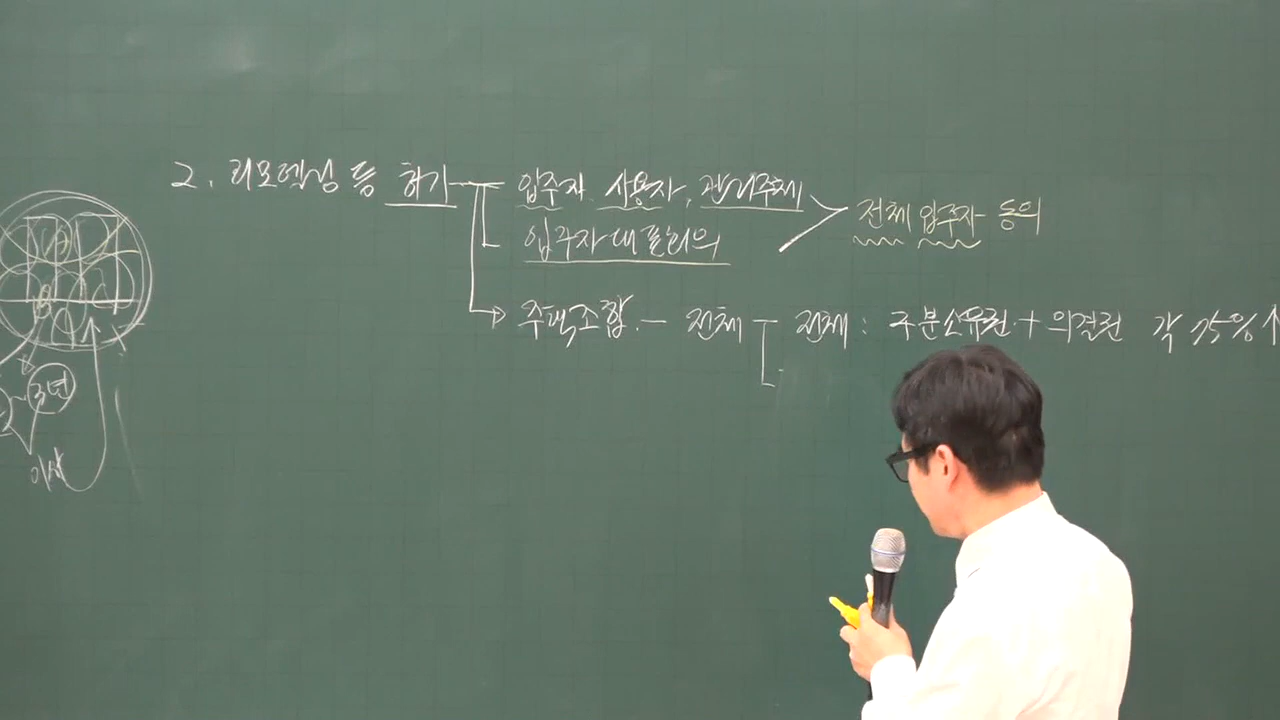 2. 리모델링 등 허가 입주자, 사용자, 관리주체
입주자대표회의
전체 입주자 동의
주택조합 - 전체 전체 : 구분소유권 + 의결권 각 75%
3년
이상